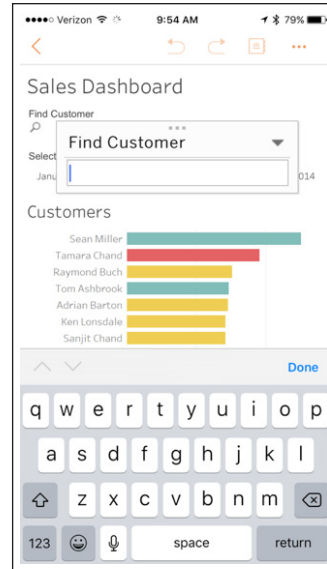 Verizon 9:54 AM 79%
Sales Dashboard
Find Customer
Find Customer
Select
Janu
014
Customers
Sean Miller
Tamara Chand
Raymond Buch
Tom Ashbrook
Adrian Barton
Ken Lonsdale
Sanjit Chand
Done
q w e r t y u i o p
a s d f g h j k l
z x c v b n m
123 space return